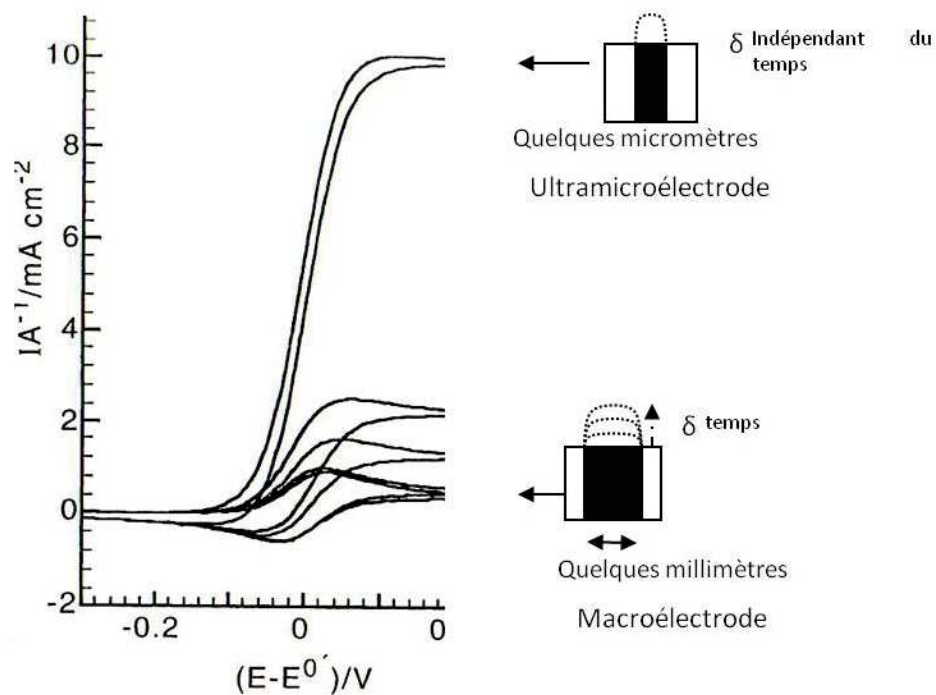 10
8
6
4
2
0
-2
IA⁻¹/mA cm⁻²
-0.2 0 0
(E-E⁰´)/V
δ Indépendant du
temps
Quelques micromètres
Ultramicroélectrode
δ temps
Quelques millimètres
Macroélectrode